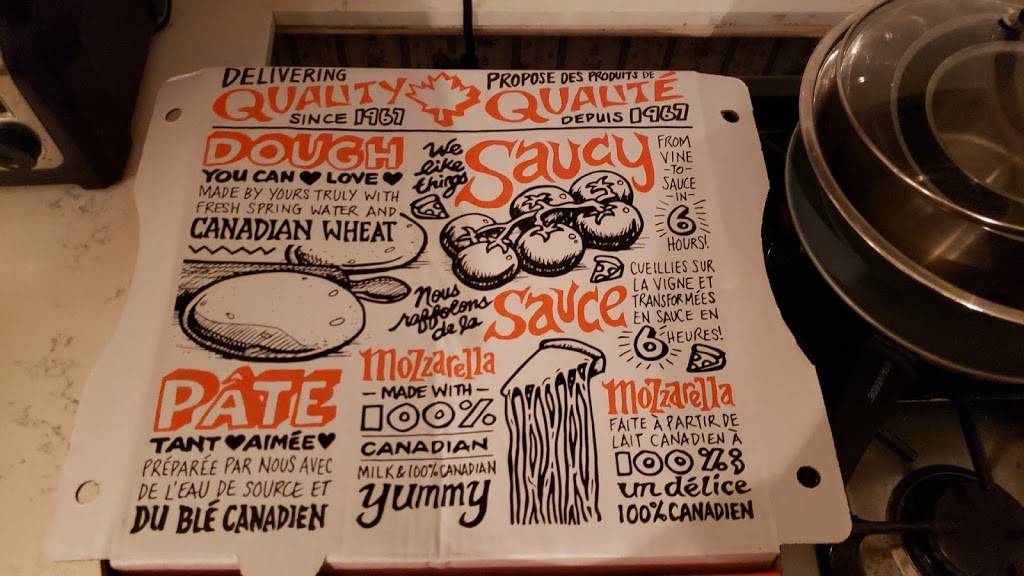 DELIVERING
QUALITY
SINCE 1967
PROPOSE DES PRODUITS DE
QUALITÉ
DEPUIS 1967
DOUGH
YOU CAN LOVE
MADE BY YOURS TRULY WITH
FRESH SPRING WATER AND
CANADIAN WHEAT
We
like
things
Saucy
FROM
VINE
-TO-
SAUCE
IN
6
HOURS!
Nous
raffolons
de la
Sauce
CUEILLIES SUR
LA VIGNE ET
TRANSFORMÉES
EN SAUCE EN
6 HEURES!
PÂTE
TANT AIMÉE
PRÉPARÉE PAR NOUS AVEC
DE L'EAU DE SOURCE ET
DU BLÉ CANADIEN
Mozzarella
- MADE WITH -
100%
CANADIAN
MILK & 100% CANADIAN
yummy
Mozzarella
FAITE À PARTIR DE
LAIT CANADIEN À
100% &
un délice
100% CANADIEN